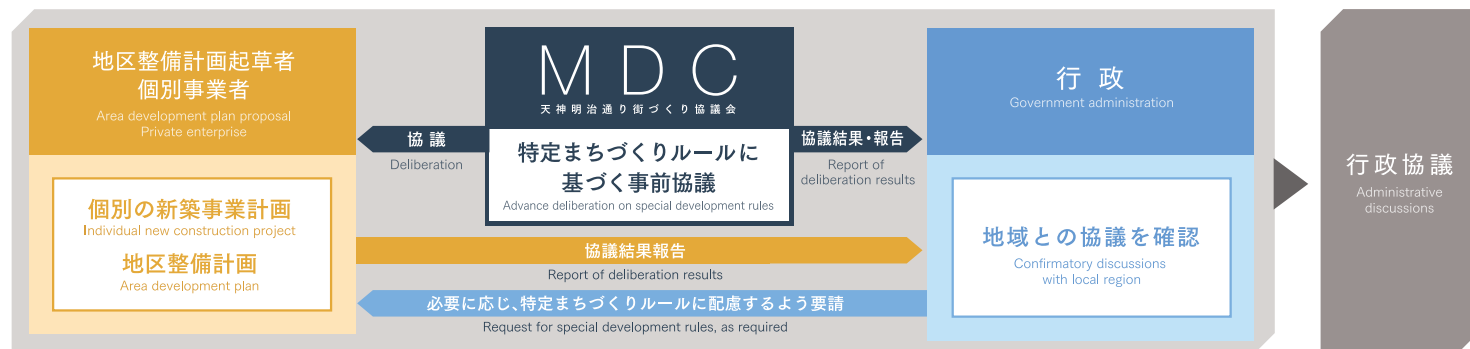 地区整備計画起草者
個別事業者
Area development plan proposal
Private enterprise
個別の新築事業計画
Individual new construction project
地区整備計画
Area development plan
協議
Deliberation
MDC
天神明治通り街づくり協議会
特定まちづくりルールに
基づく事前協議
Advance deliberation on special development rules
協議結果・報告
Report of
deliberation results
協議結果報告
Report of deliberation results
必要に応じ、特定まちづくりルールに配慮するよう要請
Request for special development rules, as required
行政
Government administration
地域との協議を確認
Confirmatory discussions
with local region
行政協議
Administrative
discussions